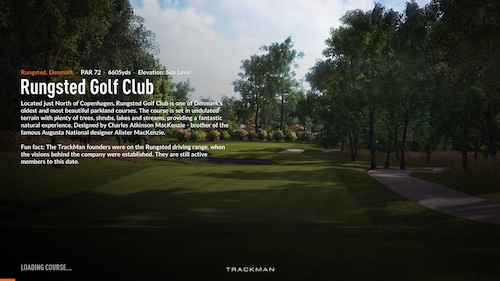 Rungsted, Denmark · PAR 72 · 6605yds · Elevation: Sea Level
Rungsted Golf Club
Located just North of Copenhagen, Rungsted Golf Club is one of Denmark's
oldest and most beautiful parkland courses. The course is set in undulated
terrain with plenty of trees, shrubs, lakes and streams, providing a fantastic
natural experience. Designed by Charles Atkinson MacKenzie - brother of the
famous Augusta National designer Alister MacKenzie.
Fun fact: The TrackMan founders were on the Rungsted driving range, when
the visions behind the company were established. They are still active
members to this date.
LOADING COURSE...
TRACKMAN